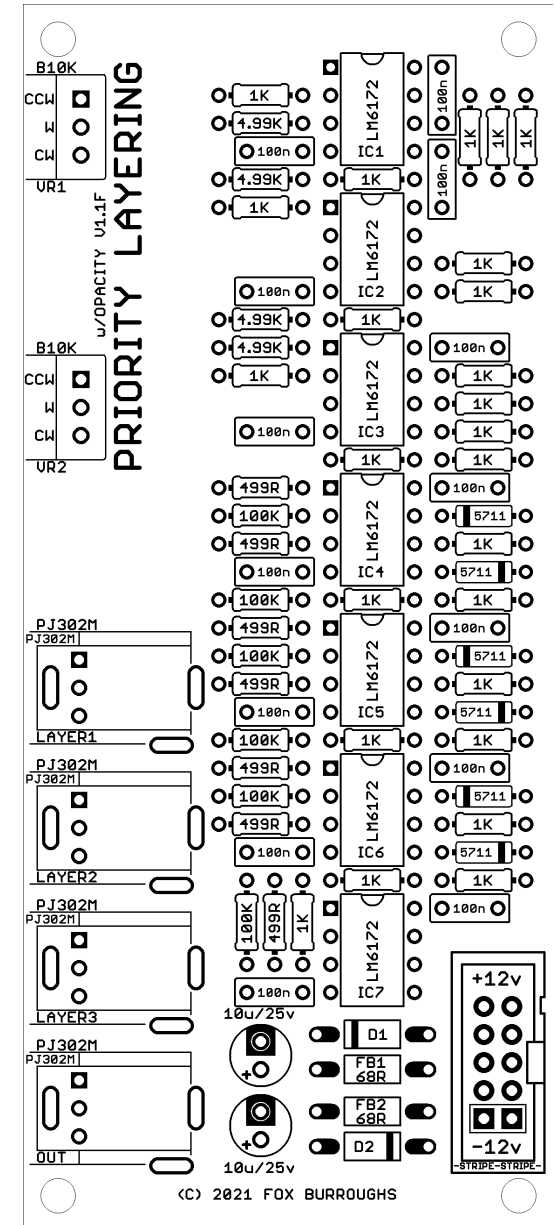 B10K
CCW
W
CW
VR1
PRIORITY LAYERING
w/OPACITY V1.1F
B10K
CCW
W
CW
VR2
1K
4.99K
100n
4.99K
1K
100n
4.99K
4.99K
1K
100n
499R
100K
499R
100n
100K
499R
100K
499R
100n
100K
499R
100K
499R
100n
100K
499R
1K
100n
LM6172
IC1
1K
LM6172
IC2
1K
LM6172
IC3
1K
LM6172
IC4
1K
LM6172
IC5
1K
LM6172
IC6
1K
LM6172
IC7
100n
100n
1K
1K
1K
1K
1K
100n
1K
1K
1K
1K
100n
5711
1K
5711
1K
100n
5711
1K
5711
1K
100n
5711
1K
5711
1K
100n
PJ302M
PJ302M
LAYER1
PJ302M
PJ302M
LAYER2
PJ302M
PJ302M
LAYER3
PJ302M
PJ302M
OUT
10u/25v
+
+
10u/25v
D1
FB1
68R
FB2
68R
D2
+12v
-12v
-STRIPE-STRIPE-
(C) 2021 FOX BURROUGHS